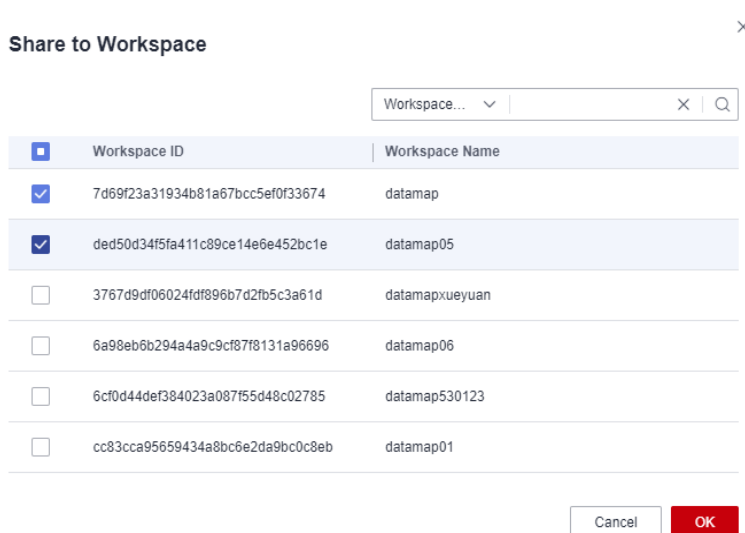 Share to Workspace
Workspace...
Workspace ID Workspace Name
7d69f23a31934b81a67bcc5ef0f33674 datamap
ded50d34f5fa411c89ce14e6e452bc1e datamap05
3767d9df06024fdf896b7d2fb5c3a61d datamapxueyuan
6a98eb6b294a4a9c9cf87f8131a96696 datamap06
6cf0d44def384023a087f55d48c02785 datamap530123
cc83cca95659434a8bc6e2da9bc0c8eb datamap01
Cancel OK